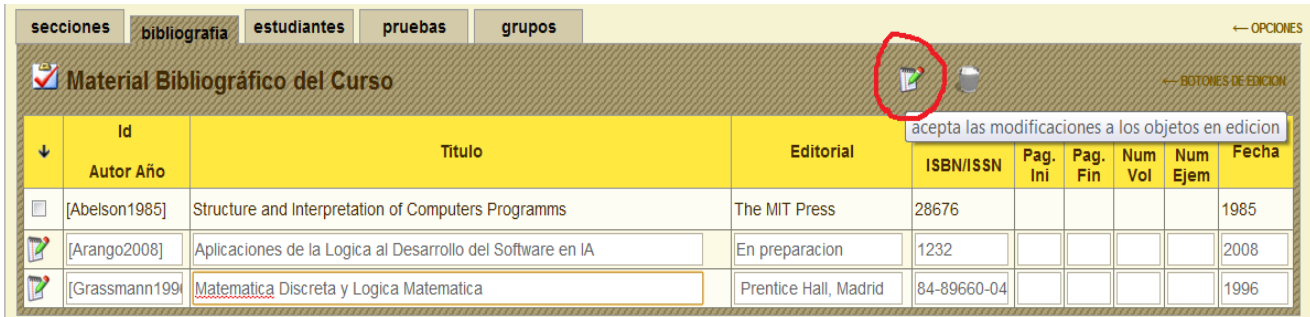 secciones bibliografia estudiantes pruebas grupos ← OPCIONES
Material Bibliográfico del Curso ← BOTONES DE EDICION
acepta las modificaciones a los objetos en edicion
Id
Autor Año Titulo Editorial ISBN/ISSN Pag. Ini Pag. Fin Num Vol Num Ejem Fecha
[Abelson1985] Structure and Interpretation of Computers Programms The MIT Press 28676 1985
[Arango2008] Aplicaciones de la Logica al Desarrollo del Software en IA En preparacion 1232 2008
[Grassmann199 Matematica Discreta y Logica Matematica Prentice Hall, Madrid 84-89660-04 1996